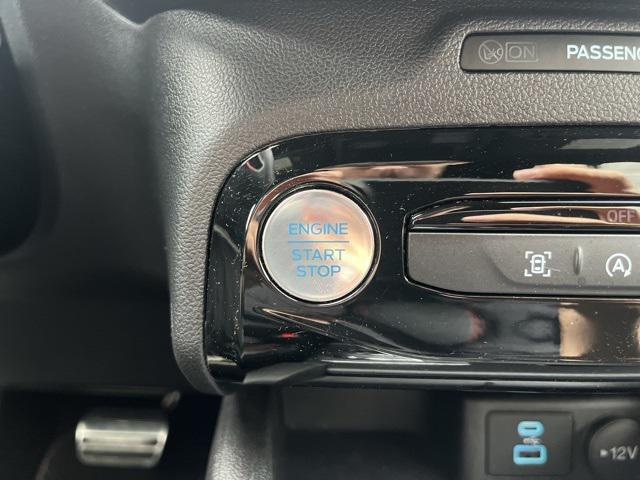 ON PASSENG
ENGINE
START
STOP
OFF
A
12V